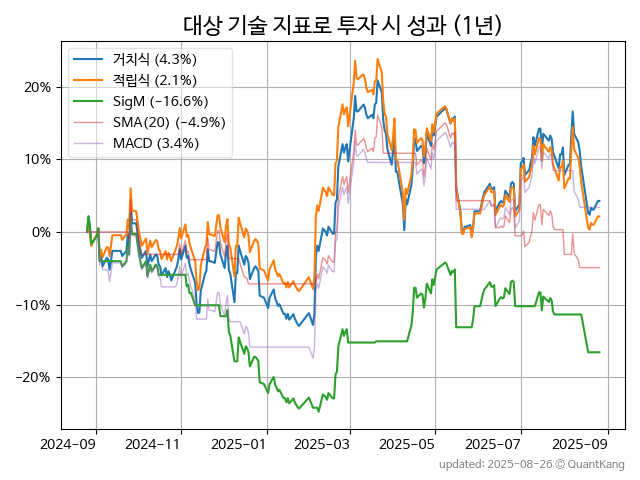 대상 기술 지표로 투자 시 성과 (1년)
거치식 (4.3%)
적립식 (2.1%)
SigM (−16.6%)
SMA(20) (−4.9%)
MACD (3.4%)
20%
10%
0%
−10%
−20%
2024−09 2024−11 2025−01 2025−03 2025−05 2025−07 2025−09
updated: 2025−08−26 © QuantKang